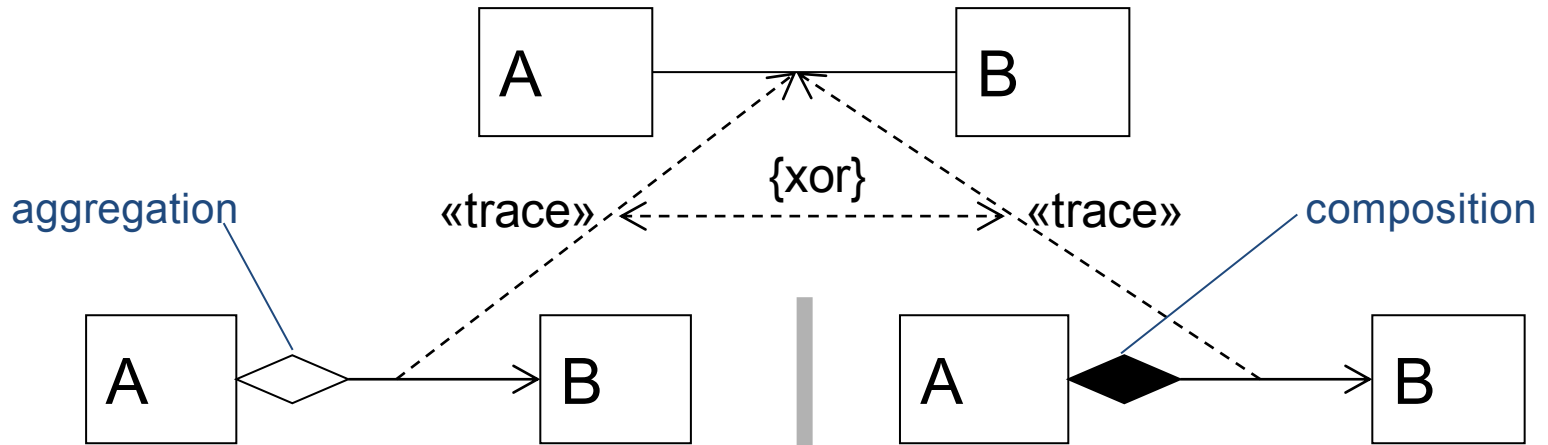 A
B
{xor}
aggregation
«trace»
«trace»
composition
A
B
A
B